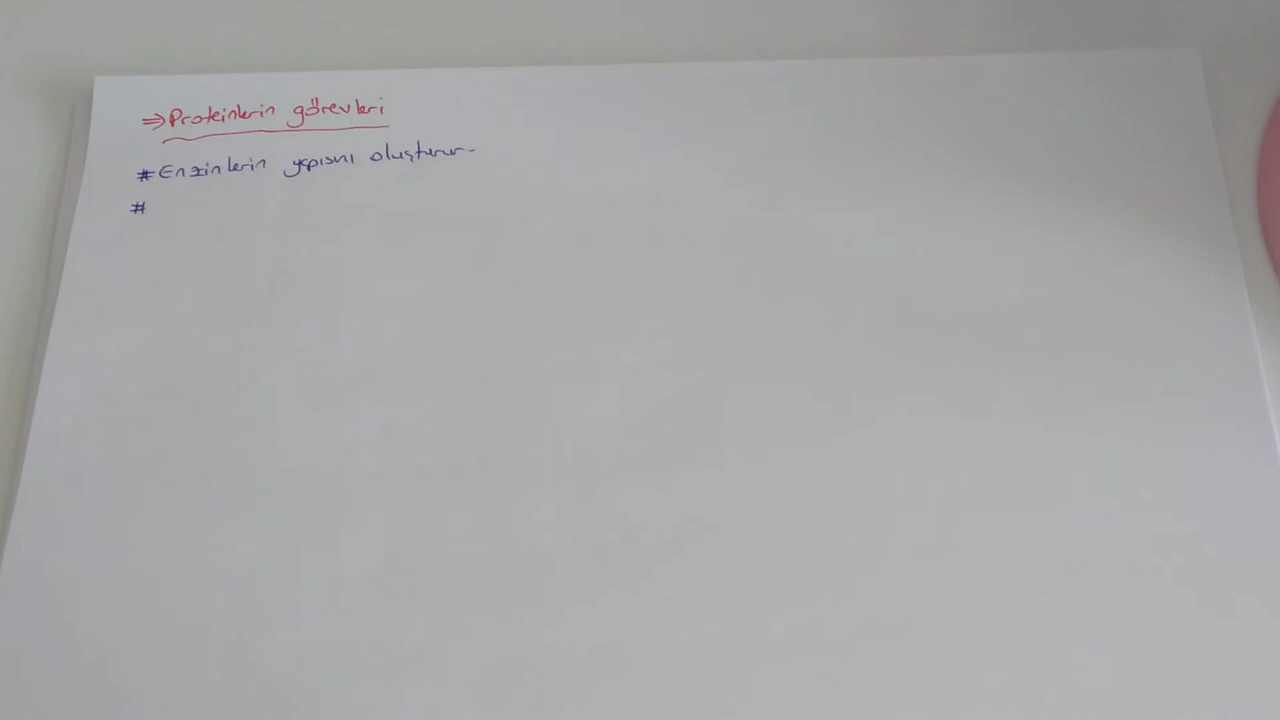 ⇒Proteinlerin görevleri
#Enzimlerin yapısını oluşturur.
#